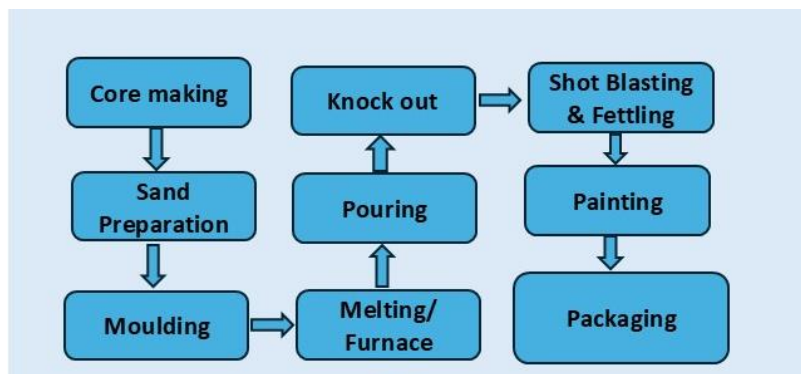 Core making
Sand
Preparation
Moulding
Melting/
Furnace
Pouring
Knock out
Shot Blasting
& Fettling
Painting
Packaging